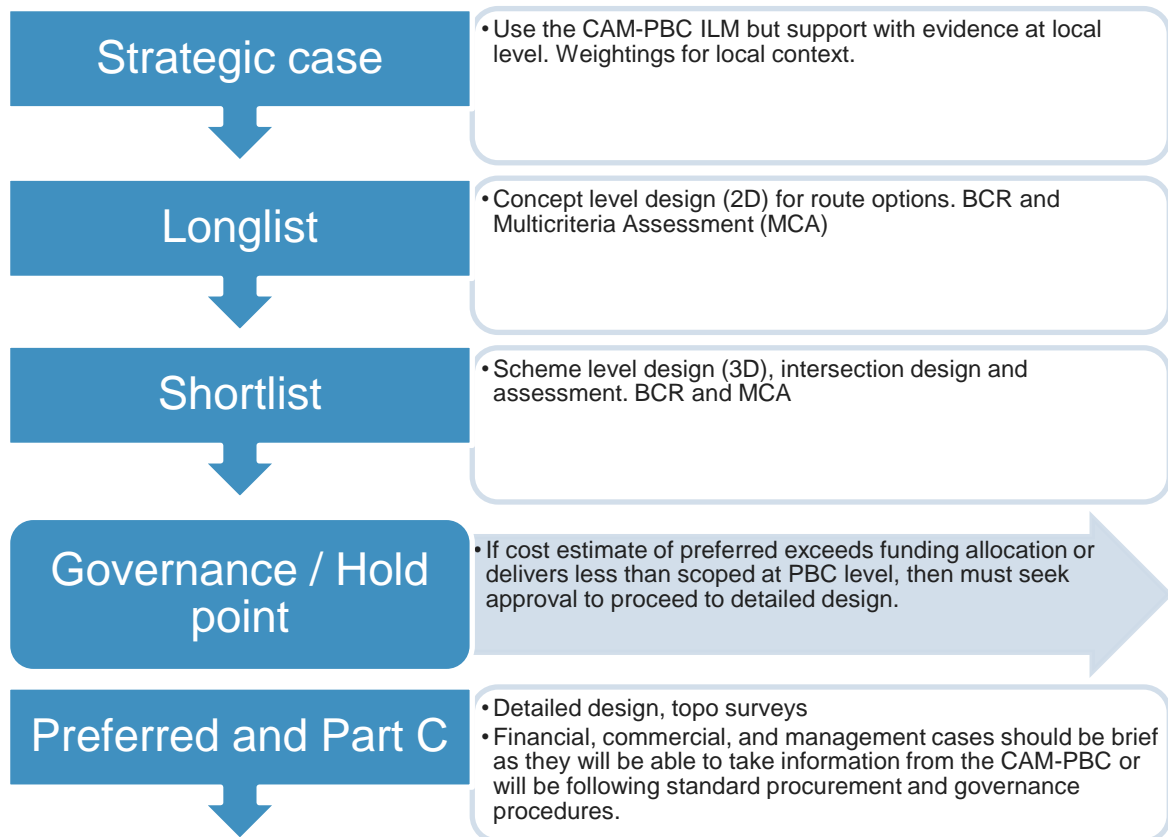 Strategic case
•Use the CAM-PBC ILM but support with evidence at local
level. Weightings for local context.
Longlist
•Concept level design (2D) for route options. BCR and
Multicriteria Assessment (MCA)
Shortlist
•Scheme level design (3D), intersection design and
assessment. BCR and MCA
Governance / Hold
point
•If cost estimate of preferred exceeds funding allocation or
delivers less than scoped at PBC level, then must seek
approval to proceed to detailed design.
Preferred and Part C
•Detailed design, topo surveys
•Financial, commercial, and management cases should be brief
as they will be able to take information from the CAM-PBC or
will be following standard procurement and governance
procedures.